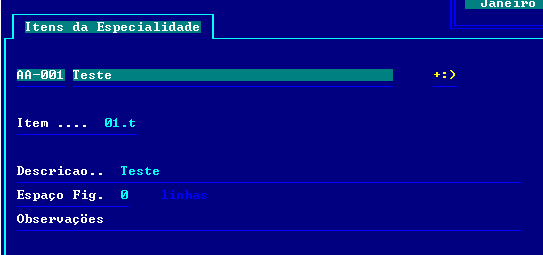 Janeiro
Itens da Especialidade
AA-001 Teste +:)
Item .... 01.t
Descricao.. Teste
Espaço Fig. 0 linhas
Observações